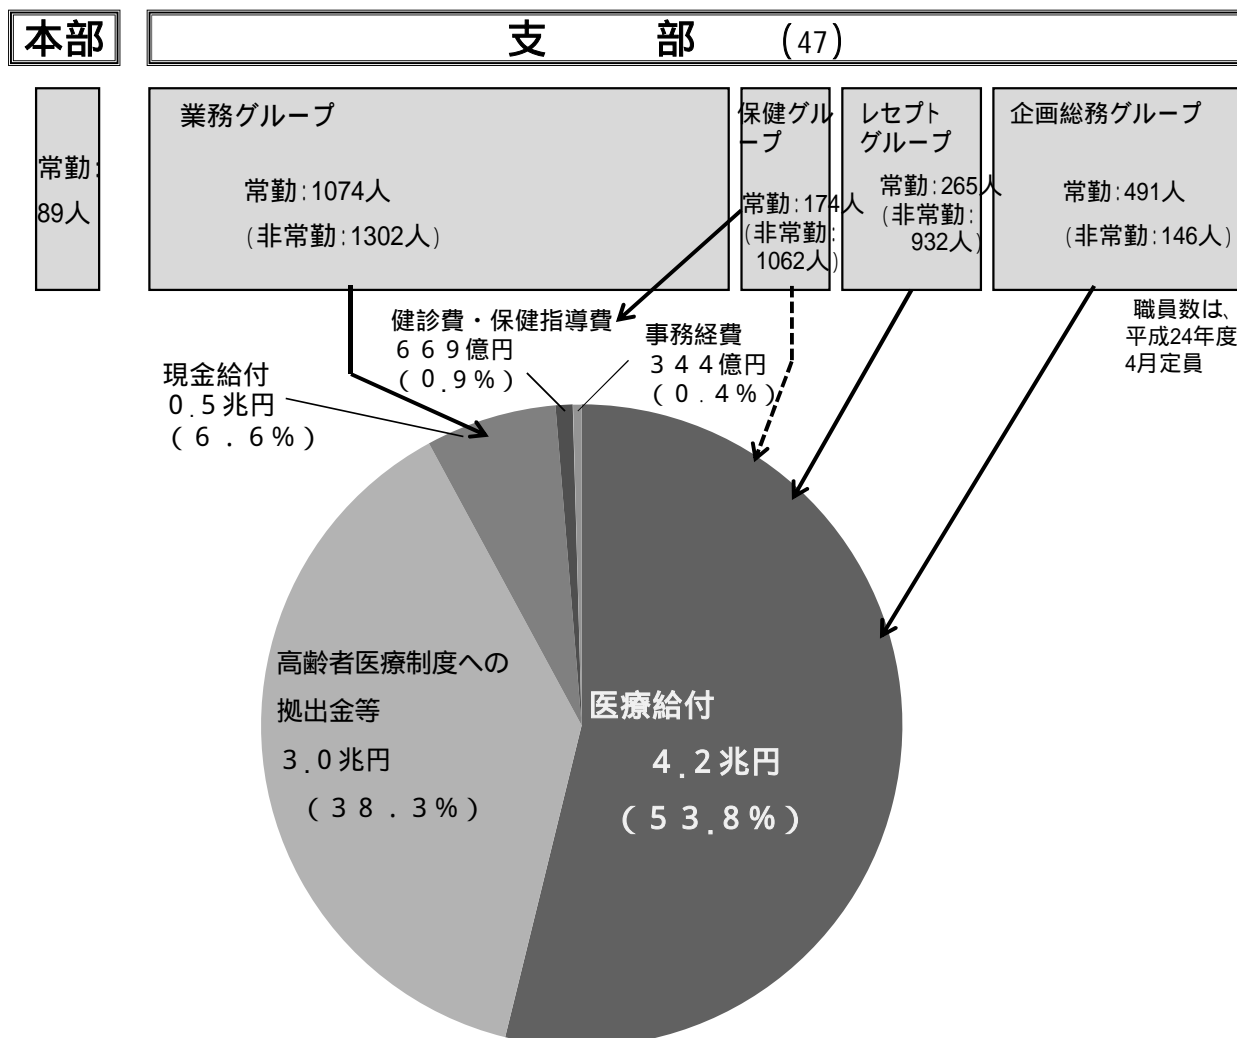 本部
支　部 (47)
常勤:
89人
業務グループ
常勤:1074人
(非常勤:1302人)
保健グル
ープ
常勤:174人
(非常勤:
1062人)
レセプト
グループ
常勤:265人
(非常勤:
932人)
企画総務グループ
常勤:491人
(非常勤:146人)
職員数は、
平成24年度
4月定員
健診費・保健指導費
６６９億円
(０.９％)
事務経費
３４４億円
(０.４％)
現金給付
０.５兆円
(６.６％)
高齢者医療制度への
拠出金等
３.０兆円
(３８.３％)
医療給付
４.２兆円
(５３.８％)